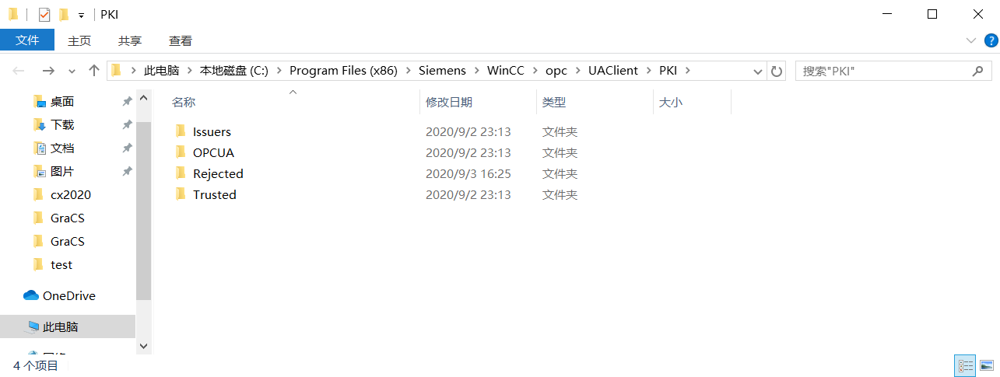 PKI
文件 主页 共享 查看
此电脑 本地磁盘 (C:) Program Files (x86) Siemens WinCC opc UAClient PKI 搜索"PKI"
名称 修改日期 类型 大小
桌面
下载
文档
图片
cx2020
GraCS
GraCS
test
OneDrive
此电脑
Issuers 2020/9/2 23:13 文件夹
OPCUA 2020/9/2 23:13 文件夹
Rejected 2020/9/3 16:25 文件夹
Trusted 2020/9/2 23:13 文件夹
4 个项目